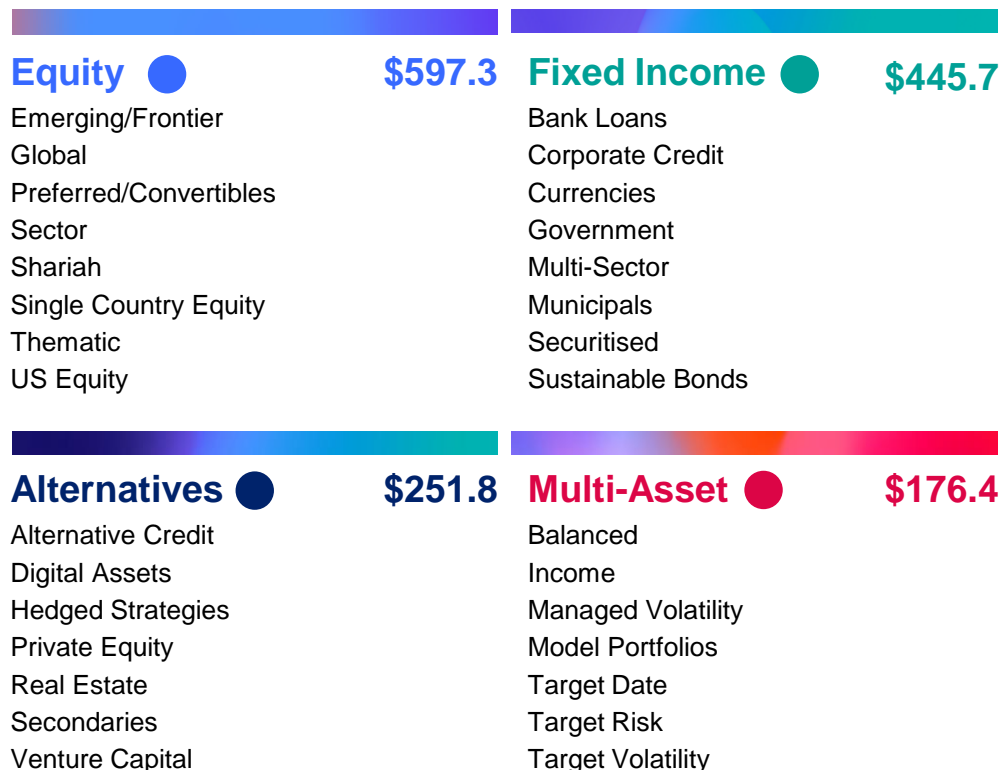 Equity $597.3
Emerging/Frontier
Global
Preferred/Convertibles
Sector
Shariah
Single Country Equity
Thematic
US Equity
Fixed Income $445.7
Bank Loans
Corporate Credit
Currencies
Government
Multi-Sector
Municipals
Securitised
Sustainable Bonds
Alternatives $251.8
Alternative Credit
Digital Assets
Hedged Strategies
Private Equity
Real Estate
Secondaries
Venture Capital
Multi-Asset $176.4
Balanced
Income
Managed Volatility
Model Portfolios
Target Date
Target Risk
Target Volatility